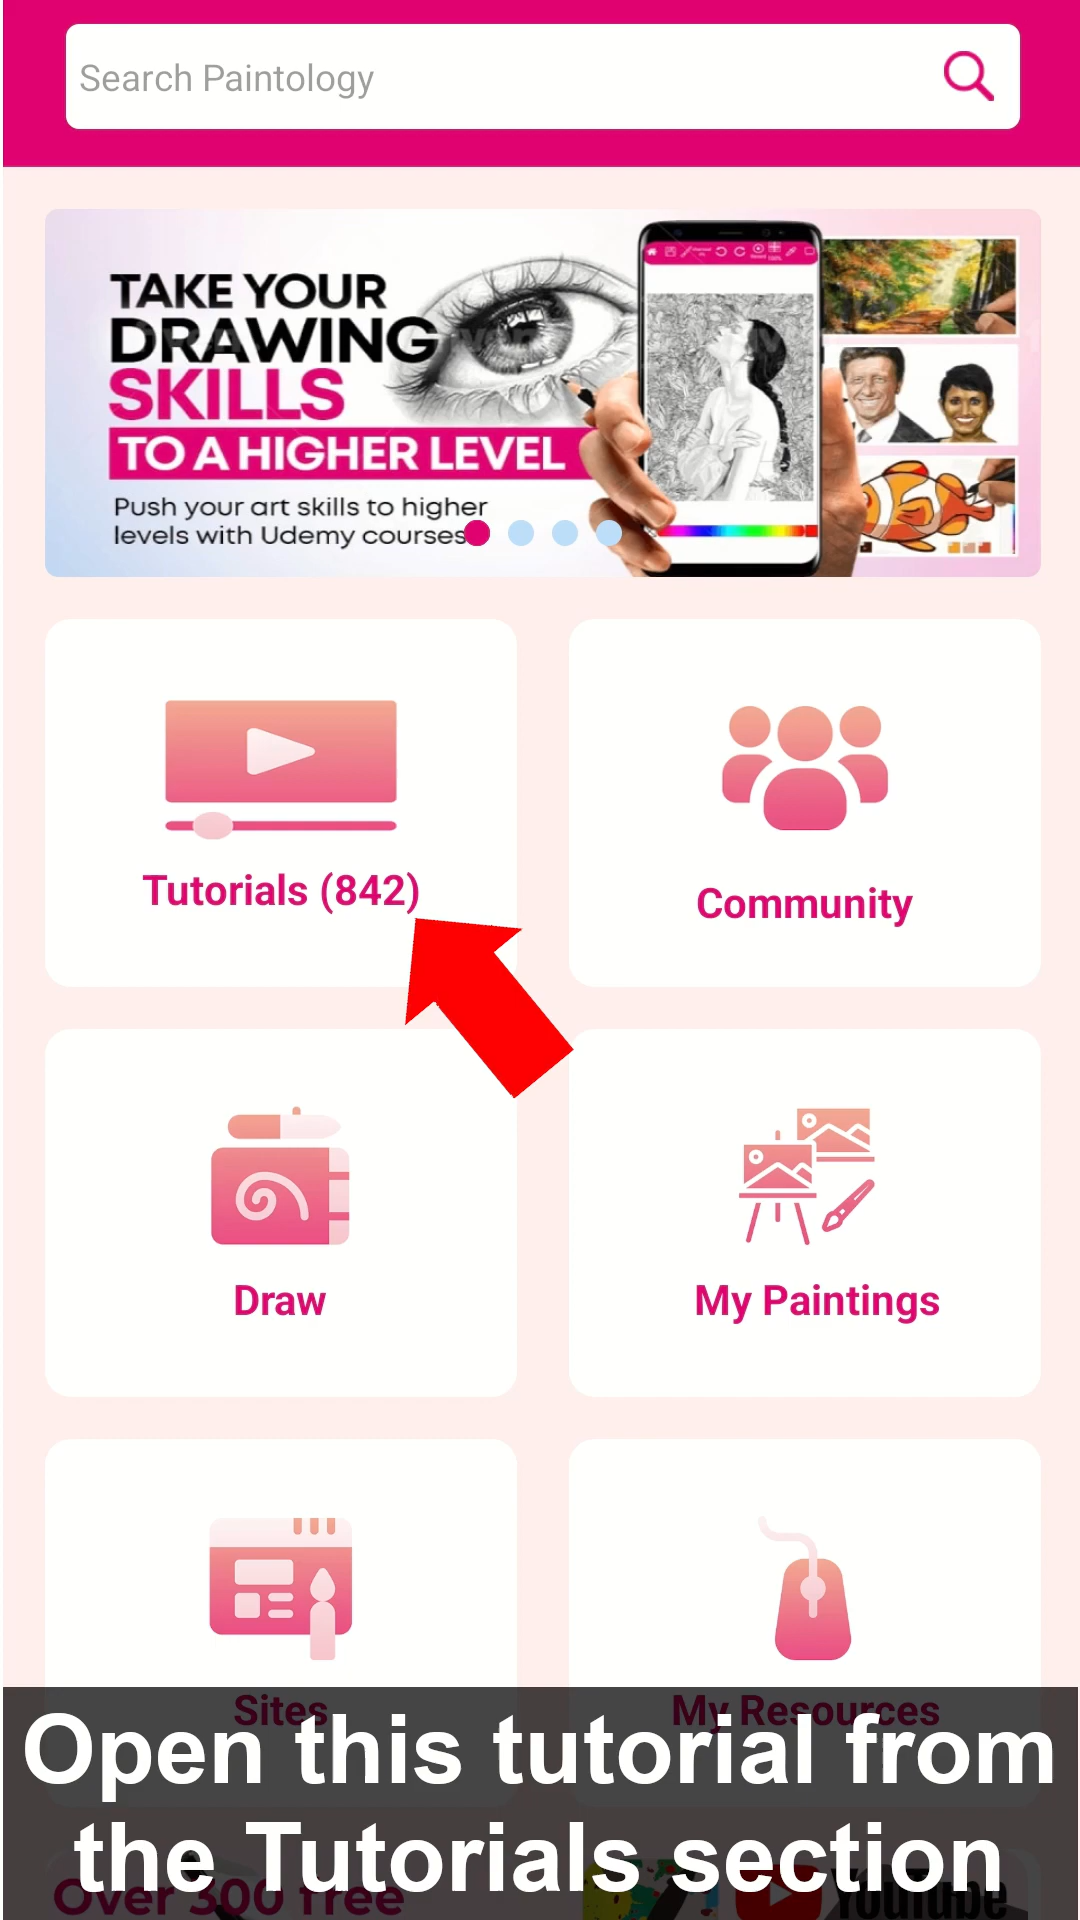 Search Paintology
TAKE YOUR
DRAWING
SKILLS
TO A HIGHER LEVEL
Push your art skills to higher
levels with Udemy courses
100%
Tutorials (842)
Community
Draw
My Paintings
Sites
My Resources
Open this tutorial from
the Tutorials section
Over 300 free
YouTube